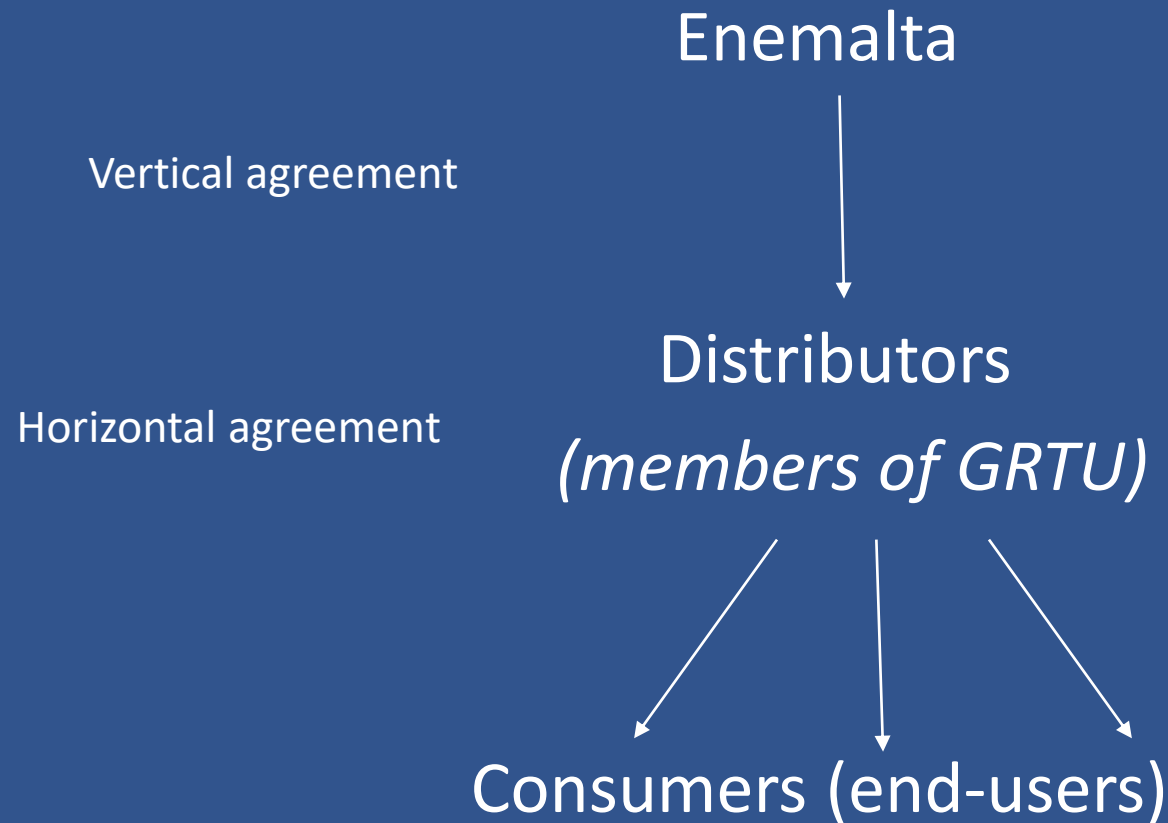 Enemalta
Vertical agreement
Distributors
Horizontal agreement
(members of GRTU)
Consumers (end-users)